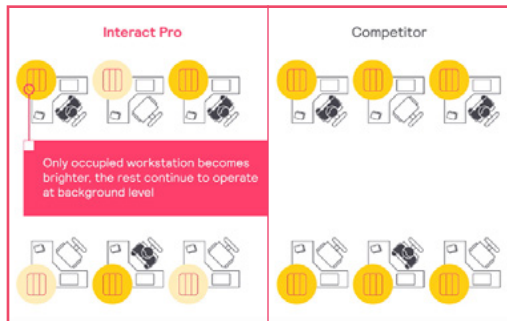 Interact Pro
Competitor
Only occupied workstation becomes
brighter, the rest continue to operate
at background level